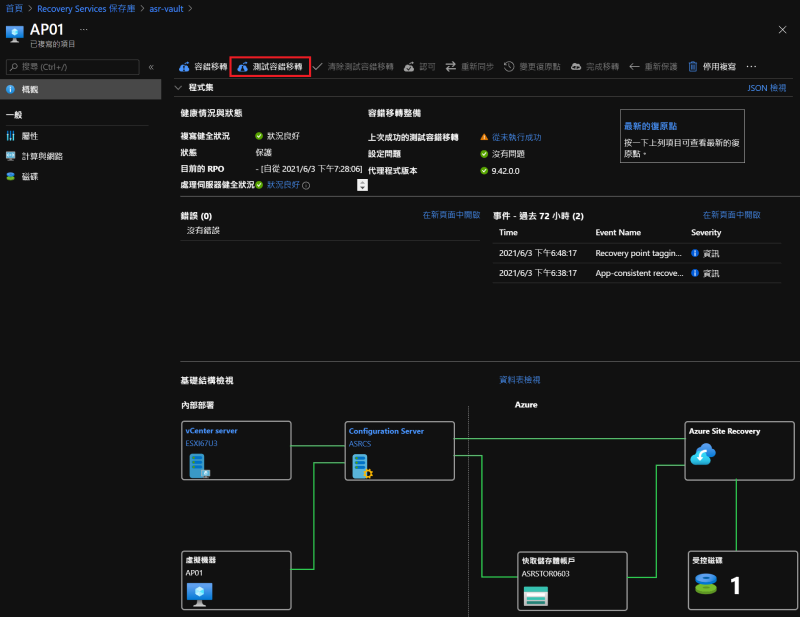 首頁 > Recovery Services 保存庫 > asr-vault >
AP01 ...
已複寫的項目
搜尋 (Ctrl+/)
«
容錯移轉
測試容錯移轉
清除測試容錯移轉
認可
重新同步
變更復原點
完成移轉
重新保護
停用複寫
...
概觀
一般
屬性
計算與網路
磁碟
程式集
JSON 檢視
健康情況與狀態
複寫健全狀況 狀況良好
狀態 保護
目前的 RPO - [自從 2021/6/3 下午7:28:06]
處理伺服器健全狀況 狀況良好
容錯移轉整備
上次成功的測試容錯移轉 從未執行成功
設定問題 沒有問題
代理程式版本 9.42.0.0
最新的復原點
按一下上列項目可查看最新的復
原點。
錯誤 (0) 在新頁面中開啟
沒有錯誤
事件 - 過去 72 小時 (2) 在新頁面中開啟
Time Event Name Severity
2021/6/3 下午6:48:17 Recovery point taggin... 資訊
2021/6/3 下午6:38:17 App-consistent recove... 資訊
基礎結構檢視 資料表檢視
內部部署 Azure
vCenter server
ESXI67U3
Configuration Server
ASRCS
Azure Site Recovery
虛擬機器
AP01
快取儲存體帳戶
ASRSTOR0603
受控磁碟
1